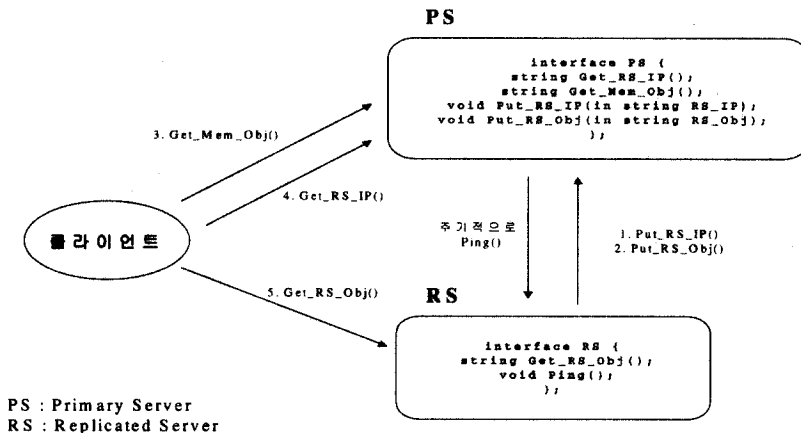 PS
interface PS {
string Get_RS_IP();
string Get_Mem_Obj();
void Put_RS_IP(in string RS_IP);
void Put_RS_Obj(in string RS_Obj);
};
3. Get_Mem_Obj()
4. Get_RS_IP()
클라이언트
주기적으로
Ping()
1. Put_RS_IP()
2. Put_RS_Obj()
5. Get_RS_Obj()
RS
interface RS {
string Get_RS_Obj();
void Ping();
};
PS : Primary Server
RS : Replicated Server